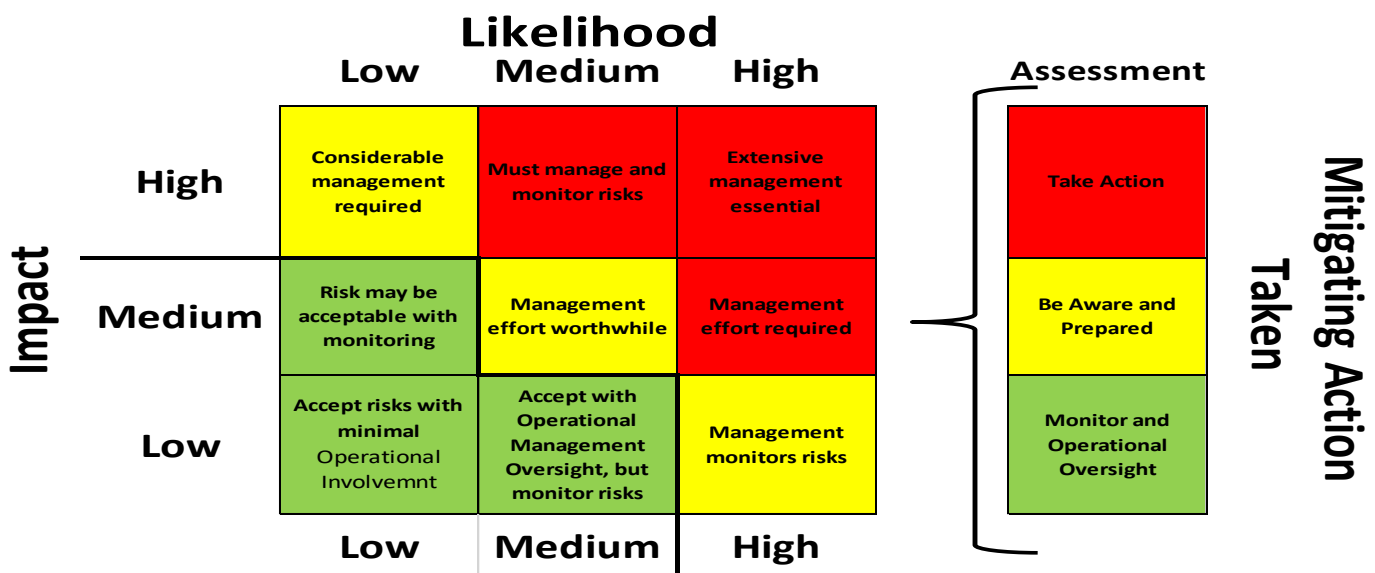 Likelihood
Low Medium High Assessment
Impact
High
Considerable
management
required
Must manage and
monitor risks
Extensive
management
essential
Take Action
Medium
Risk may be
acceptable with
monitoring
Management
effort worthwhile
Management
effort required
Be Aware and
Prepared
Low
Accept risks with
minimal
Operational
Involvemnt
Accept with
Operational
Management
Oversight, but
monitor risks
Management
monitors risks
Monitor and
Operational
Oversight
Low Medium High
Mitigating Action
Taken